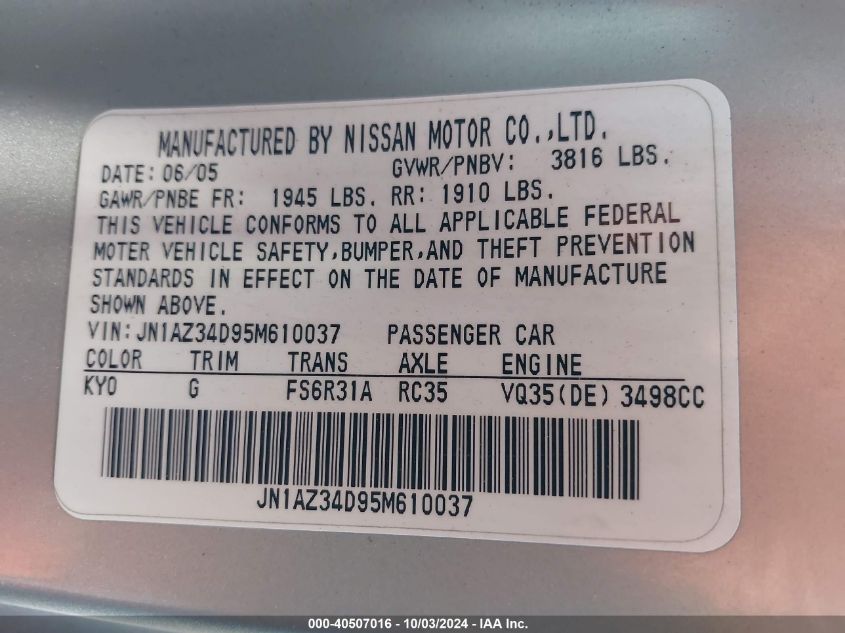 MANUFACTURED BY NISSAN MOTOR CO.,LTD.
DATE: 06/05 GVWR/PNBV: 3816 LBS.
GAWR/PNBE FR: 1945 LBS. RR: 1910 LBS.
THIS VEHICLE CONFORMS TO ALL APPLICABLE FEDERAL
MOTER VEHICLE SAFETY,BUMPER,AND THEFT PREVENTION
STANDARDS IN EFFECT ON THE DATE OF MANUFACTURE
SHOWN ABOVE.
VIN: JN1AZ34D95M610037 PASSENGER CAR
COLOR TRIM TRANS AXLE ENGINE
KY0 G FS6R31A RC35 VQ35(DE) 3498CC
JN1AZ34D95M610037
000-40507016 - 10/03/2024 - IAA Inc.